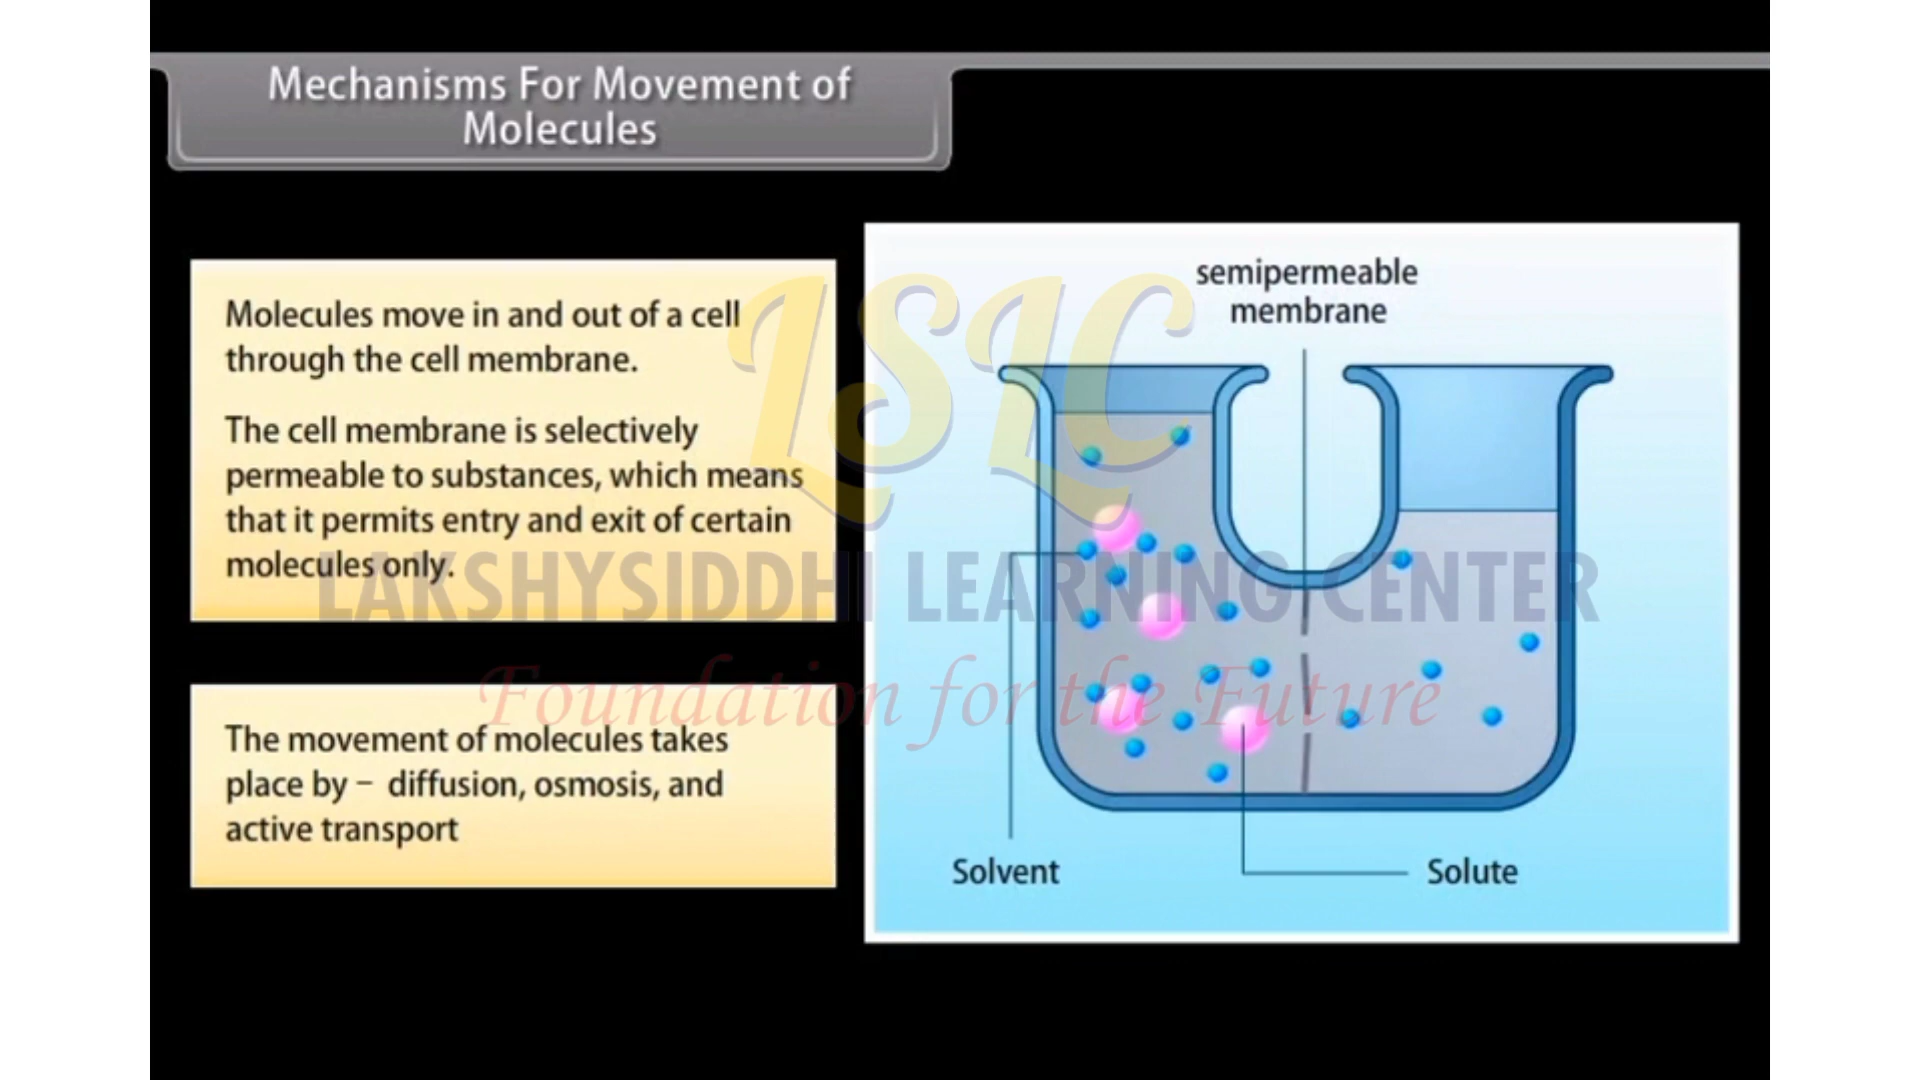 Mechanisms For Movement of
Molecules
Molecules move in and out of a cell
through the cell membrane.
The cell membrane is selectively
permeable to substances, which means
that it permits entry and exit of certain
molecules only.
The movement of molecules takes
place by – diffusion, osmosis, and
active transport
semipermeable
membrane
Solvent
Solute
LSLC
LAKSHYSIDDHI LEARNING CENTER
Foundation for the Future